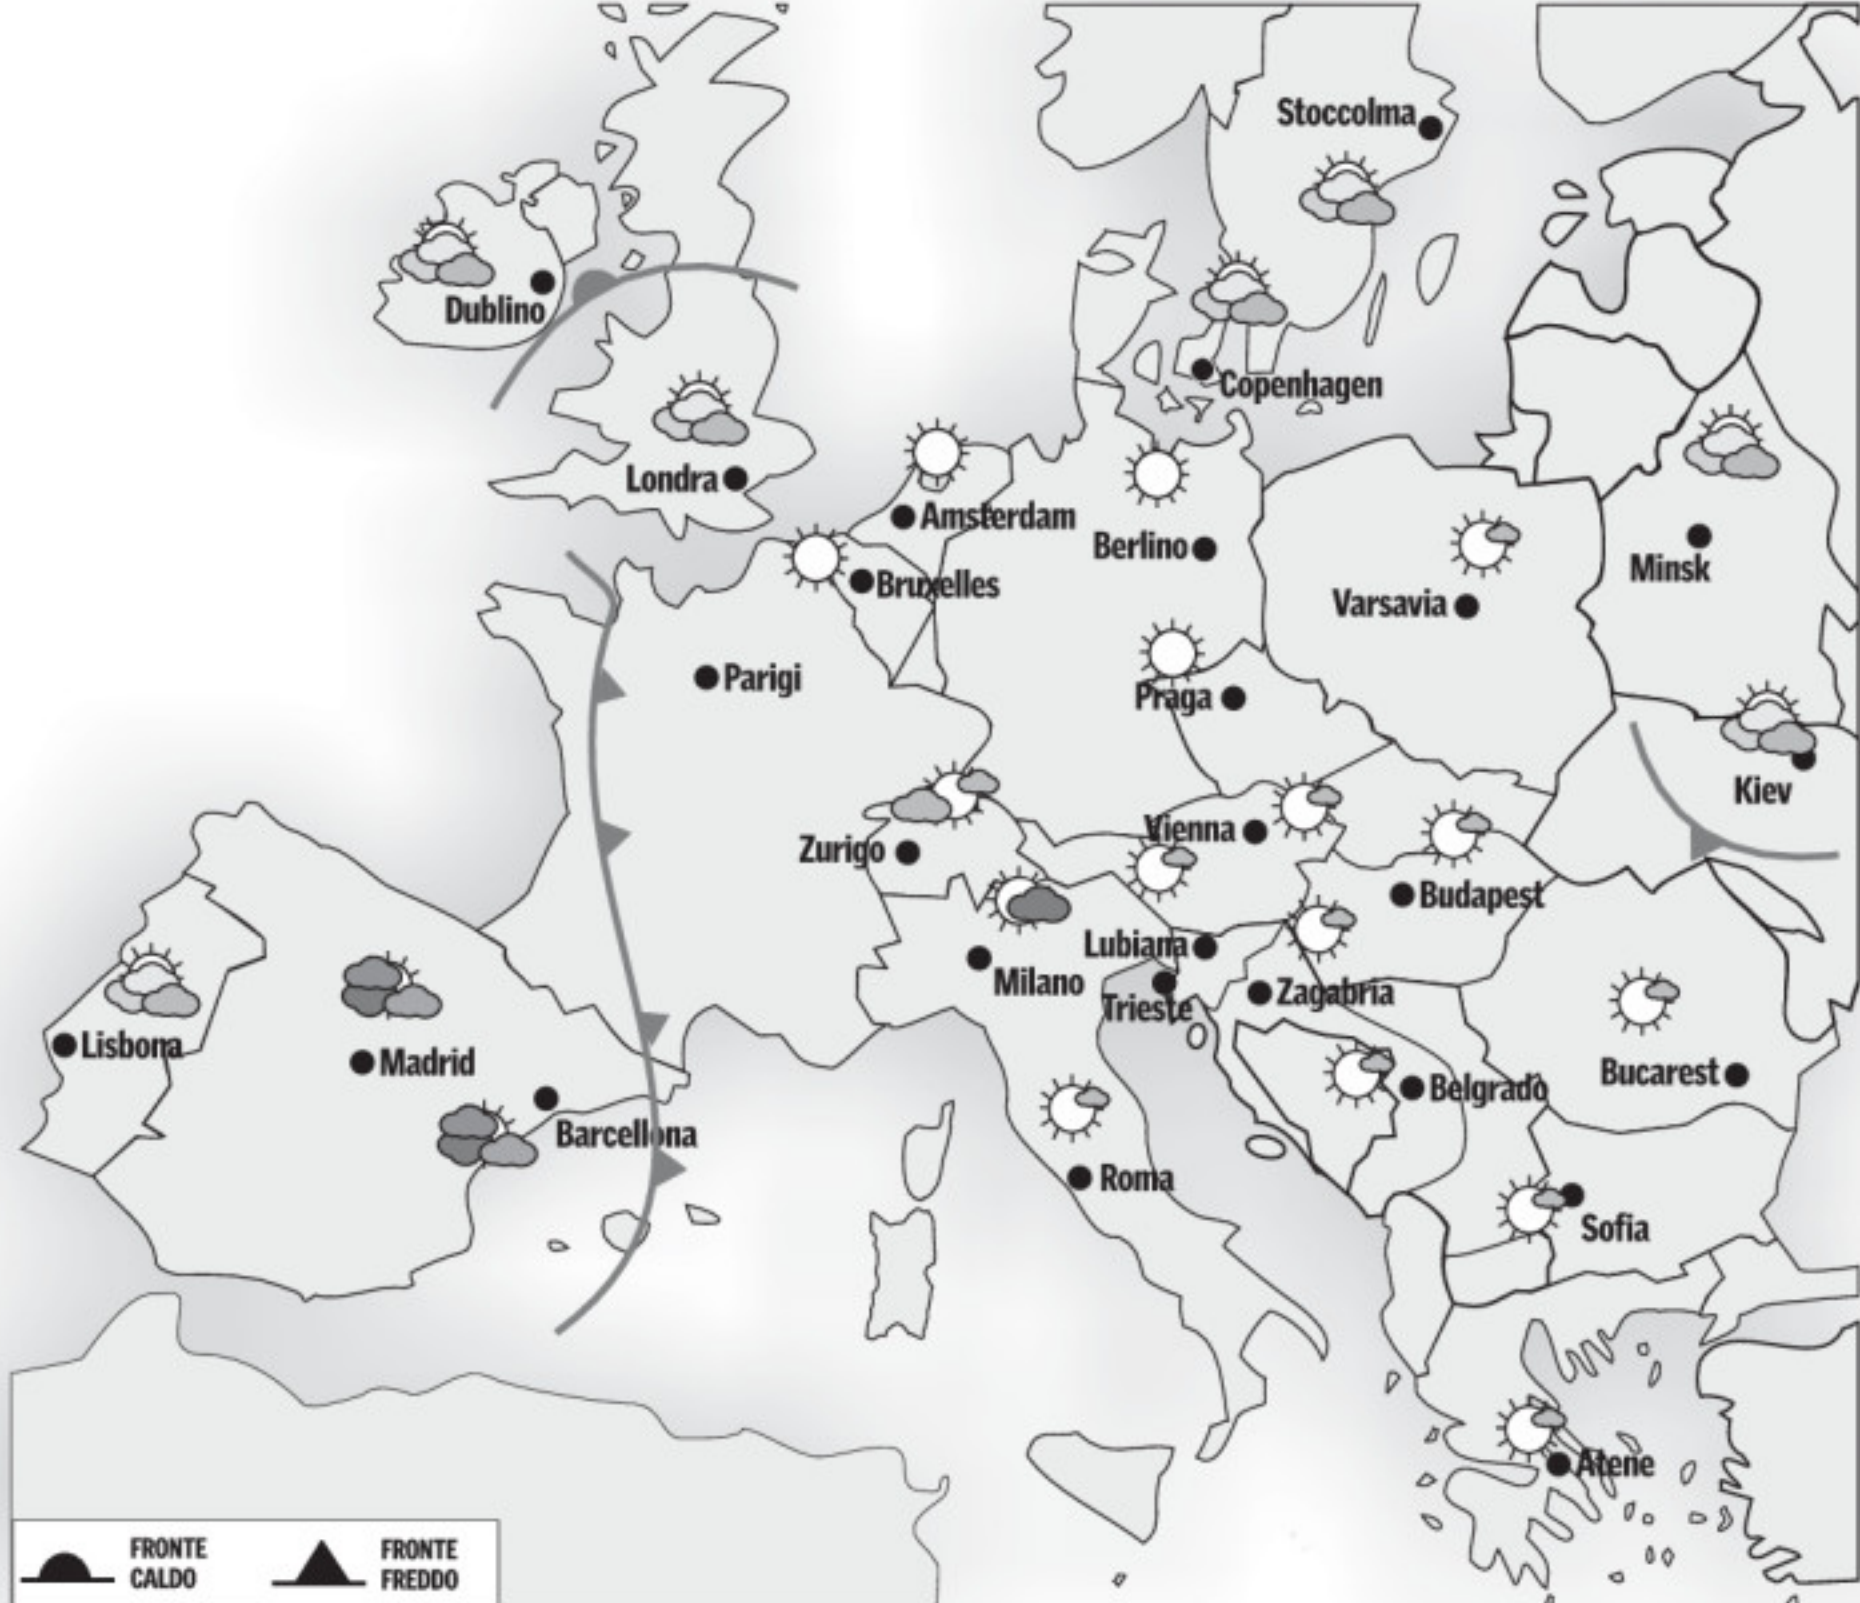 Stoccolma
Dublino
Copenhagen
Londra
Amsterdam
Berlino
Minsk
Bruxelles
Varsavia
Parigi
Praga
Kiev
Vienna
Zurigo
Budapest
Lubiana
Milano
Trieste
Zagabria
Lisbona
Madrid
Bucarest
Belgrado
Barcellona
Roma
Sofia
Atene
FRONTE
CALDO
FRONTE
FREDDO